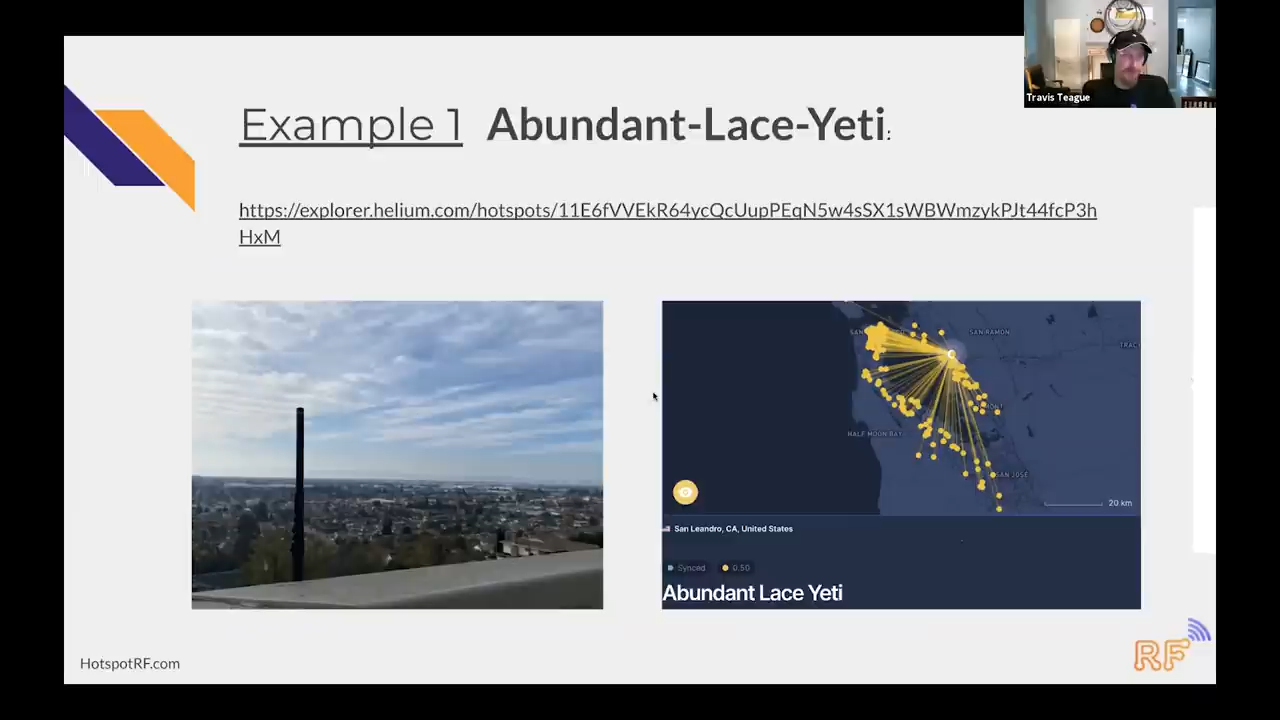 Travis Teague
Example 1 Abundant-Lace-Yeti:
https://explorer.helium.com/hotspots/11E6fVVEkR64ycQcUupPEqN5w4sSX1sWBWmzykPJt44fcP3h
HxM
SAN RAMON
HALF MOON BAY
SAN JOSE
20 km
San Leandro, CA, United States
Synced 0.50
Abundant Lace Yeti
HotspotRF.com
RF